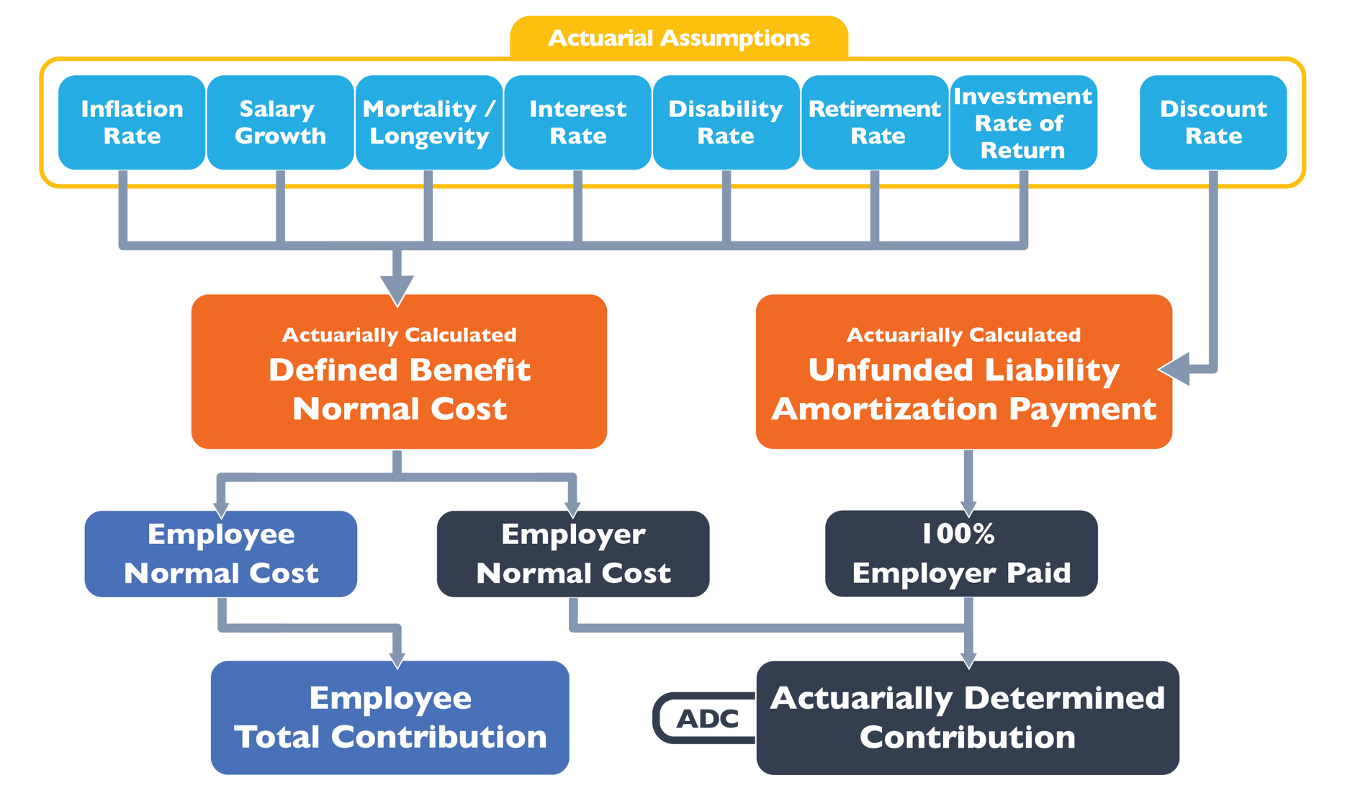 Actuarial Assumptions
Inflation
Rate
Salary
Growth
Mortality /
Longevity
Interest
Rate
Disability
Rate
Retirement
Rate
Investment
Rate of
Return
Discount
Rate
Actuarially Calculated
Defined Benefit
Normal Cost
Actuarially Calculated
Unfunded Liability
Amortization Payment
Employee
Normal Cost
Employer
Normal Cost
100%
Employer Paid
Employee
Total Contribution
ADC
Actuarially Determined
Contribution